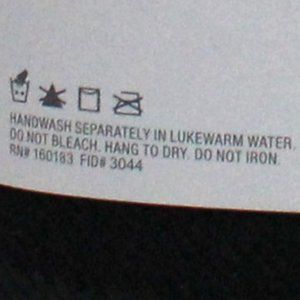 HANDWASH SEPARATELY IN LUKEWARM WATER.
DO NOT BLEACH. HANG TO DRY. DO NOT IRON.
RN# 160183 FID# 3044